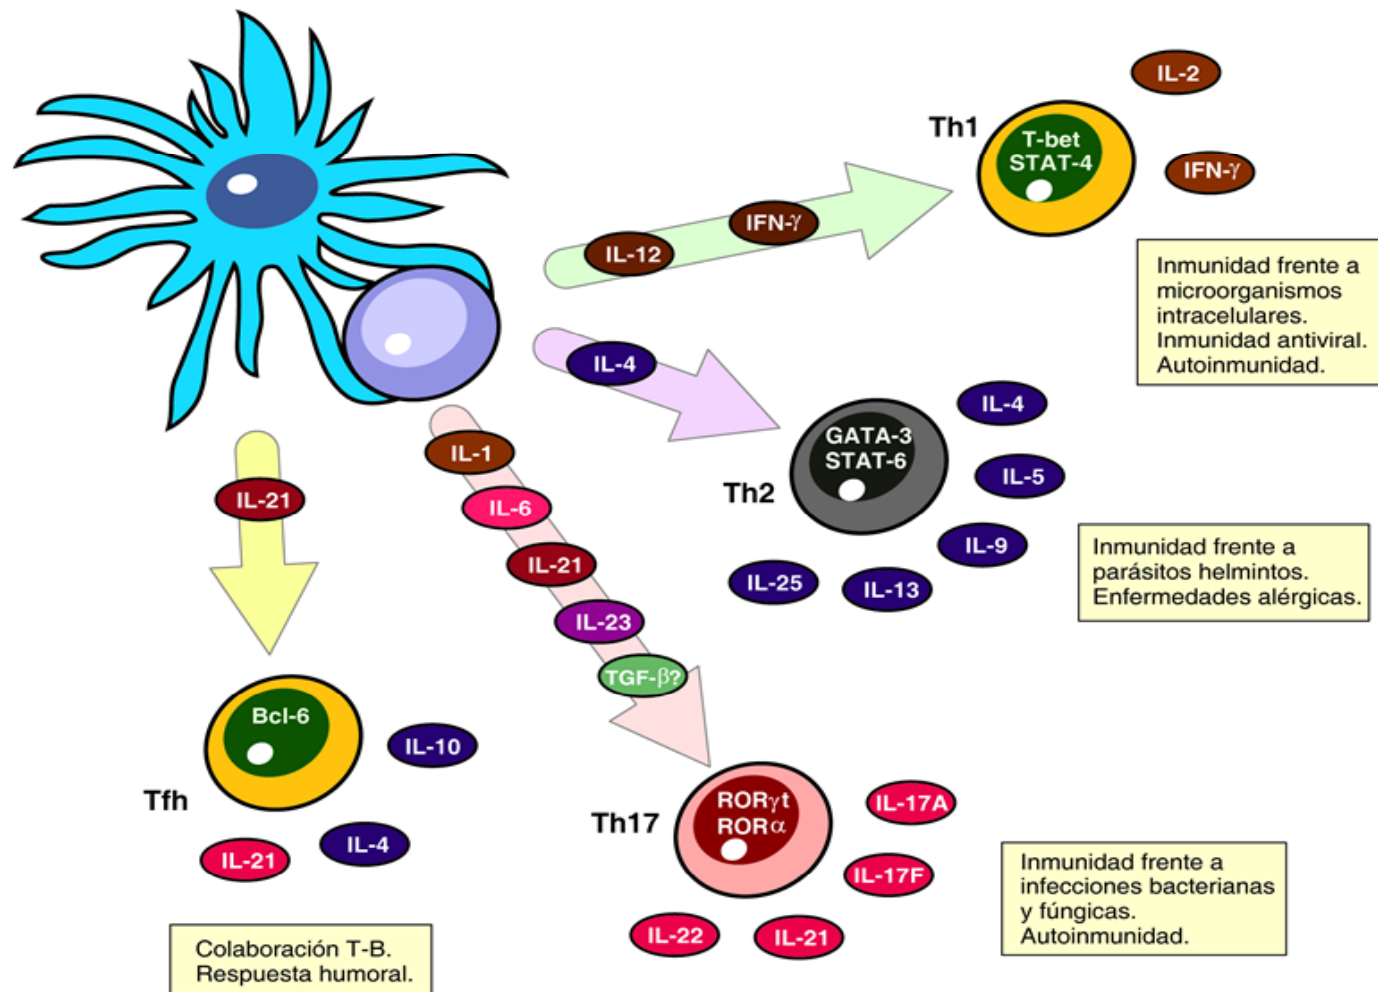 IL-2
Th1
T-bet
STAT-4
IFN-γ
IFN-γ
IL-12
Inmunidad frente a
microorganismos
intracelulares.
Inmunidad antiviral.
Autoinmunidad.
IL-4
IL-4
GATA-3
STAT-6
Th2
IL-5
IL-9
IL-13
IL-25
Inmunidad frente a
parásitos helmintos.
Enfermedades alérgicas.
IL-1
IL-6
IL-21
IL-23
TGF-β?
IL-21
Bcl-6
Tfh
IL-10
IL-4
IL-21
Colaboración T-B.
Respuesta humoral.
Th17
RORγt
RORα
IL-17A
IL-17F
IL-21
IL-22
Inmunidad frente a
infecciones bacterianas
y fúngicas.
Autoinmunidad.